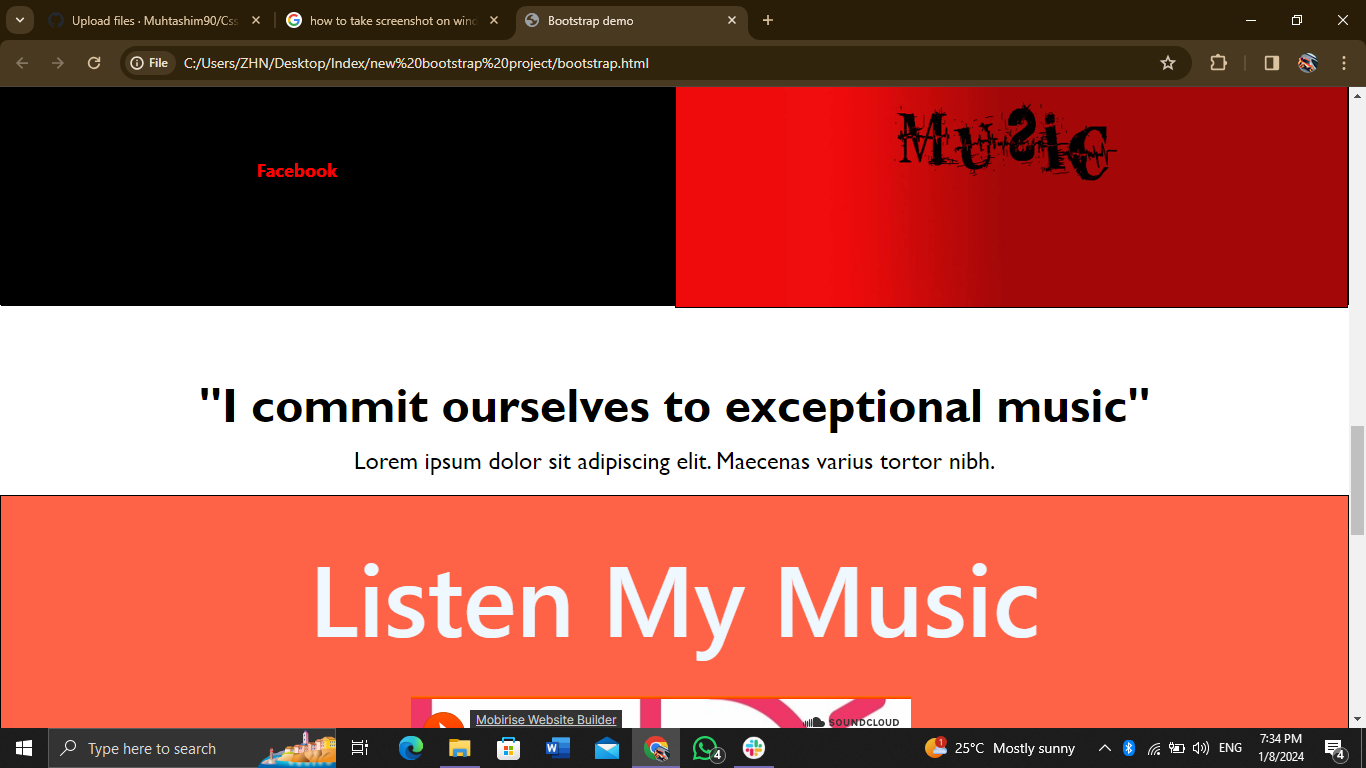 Upload files · Muhtashim90/Css
how to take screenshot on wind
Bootstrap demo
File
C:/Users/ZHN/Desktop/Index/new%20bootstrap%20project/bootstrap.html
Facebook
Music
"I commit ourselves to exceptional music"
Lorem ipsum dolor sit adipiscing elit. Maecenas varius tortor nibh.
Listen My Music
Mobirise Website Builder
SOUNDCLOUD
Type here to search
4
1
25°C Mostly sunny
ENG
7:34 PM
1/8/2024
4